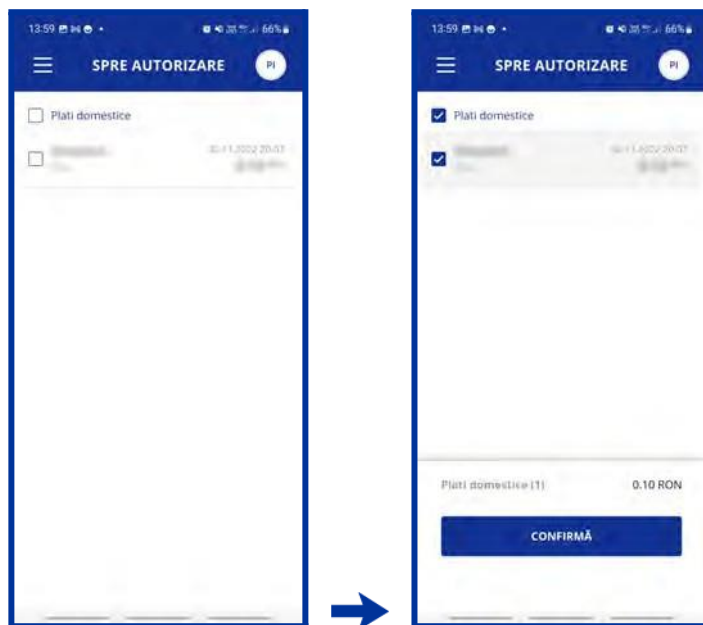 13:59
66%
SPRE AUTORIZARE
PI
Plati domestice
13:59
66%
SPRE AUTORIZARE
PI
Plati domestice
Plati domestice (1) 0.10 RON
CONFIRMĂ